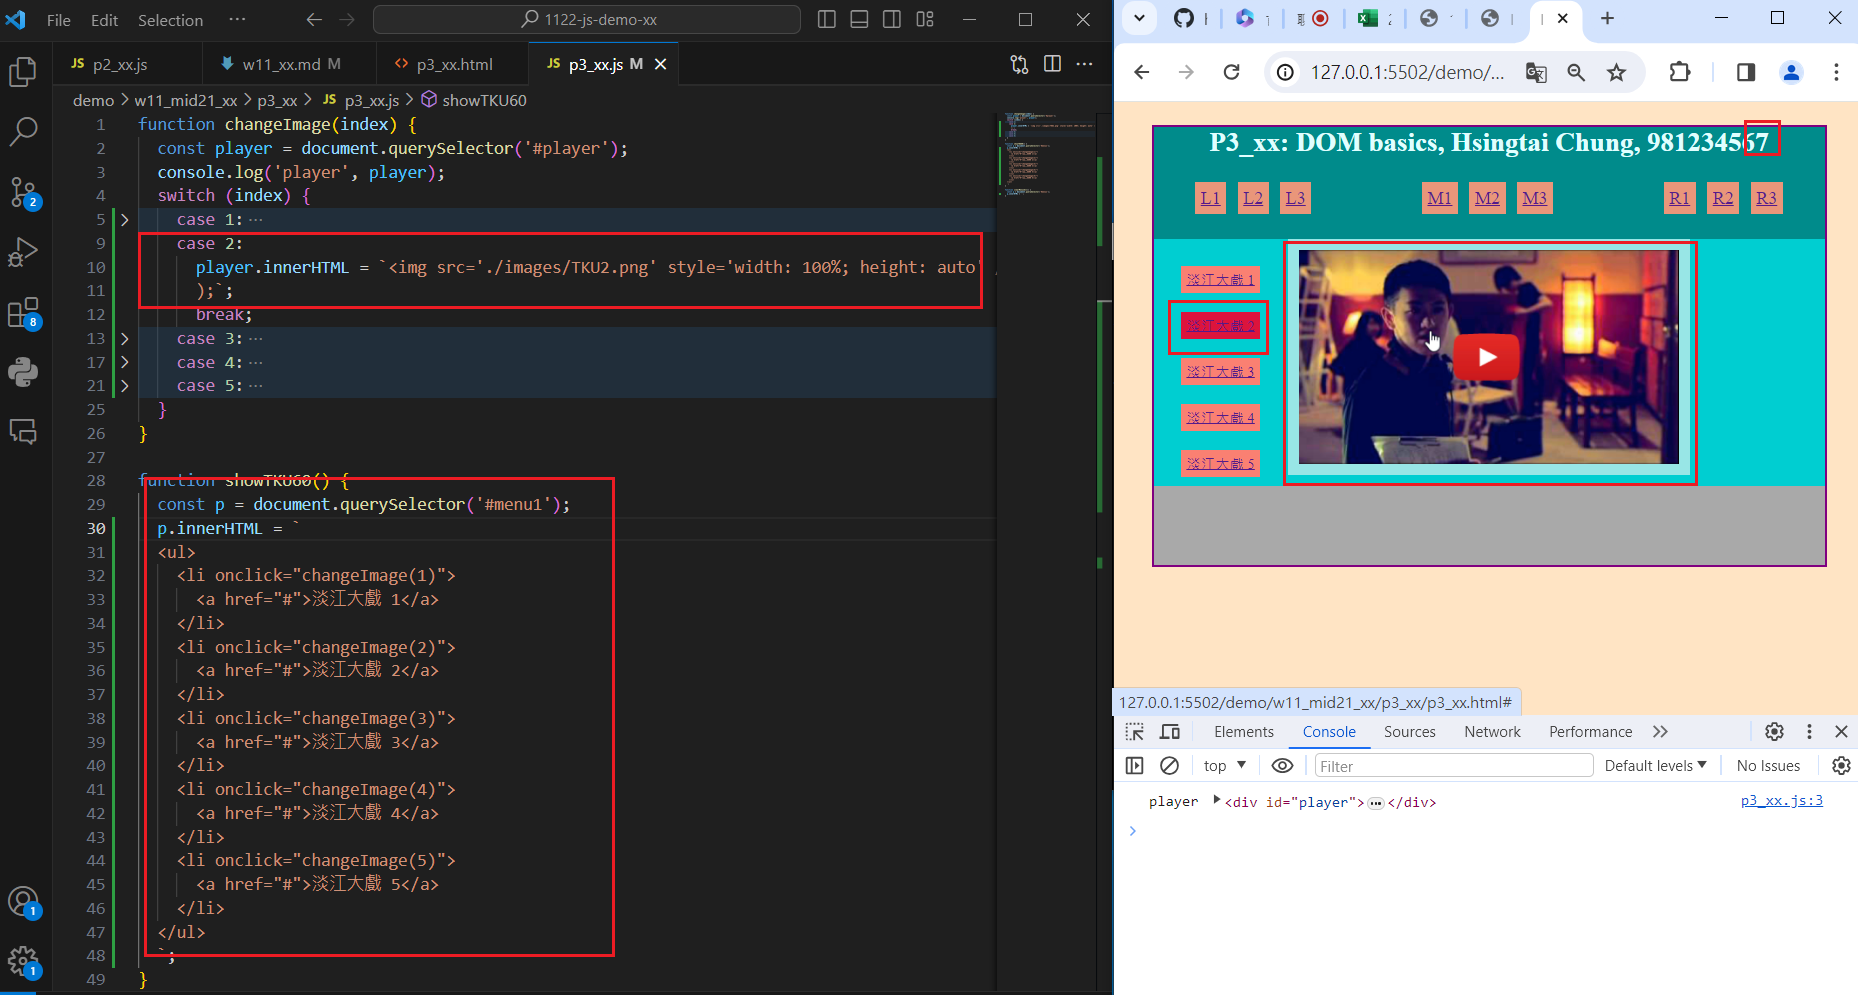 File Edit Selection ··· 1122-js-demo-xx
JS p2_xx.js w11_xx.md M <> p3_xx.html JS p3_xx.js M
demo > w11_mid21_xx > p3_xx > JS p3_xx.js > showTKU60
1 function changeImage(index) {
2 const player = document.querySelector('#player');
3 console.log('player', player);
4 switch (index) {
5 case 1: ···
9 case 2:
10 player.innerHTML = `<img src='./images/TKU2.png' style='width: 100%; height: auto'
11 );`;
12 break;
13 case 3: ···
17 case 4: ···
21 case 5: ···
25 }
26 }
27
28 function showTKU60() {
29 const p = document.querySelector('#menu1');
30 p.innerHTML = `
31 <ul>
32 <li onclick="changeImage(1)">
33 <a href="#">淡江大戲 1</a>
34 </li>
35 <li onclick="changeImage(2)">
36 <a href="#">淡江大戲 2</a>
37 </li>
38 <li onclick="changeImage(3)">
39 <a href="#">淡江大戲 3</a>
40 </li>
41 <li onclick="changeImage(4)">
42 <a href="#">淡江大戲 4</a>
43 </li>
44 <li onclick="changeImage(5)">
45 <a href="#">淡江大戲 5</a>
46 </li>
47 </ul>
48 `;
49 }
2
8
1
1
127.0.0.1:5502/demo/...
P3_xx: DOM basics, Hsingtai Chung, 981234567
L1 L2 L3 M1 M2 M3 R1 R2 R3
淡江大戲 1
淡江大戲 2
淡江大戲 3
淡江大戲 4
淡江大戲 5
127.0.0.1:5502/demo/w11_mid21_xx/p3_xx/p3_xx.html#
Elements Console Sources Network Performance
top Filter Default levels No Issues
player <div id="player">…</div> p3_xx.js:3